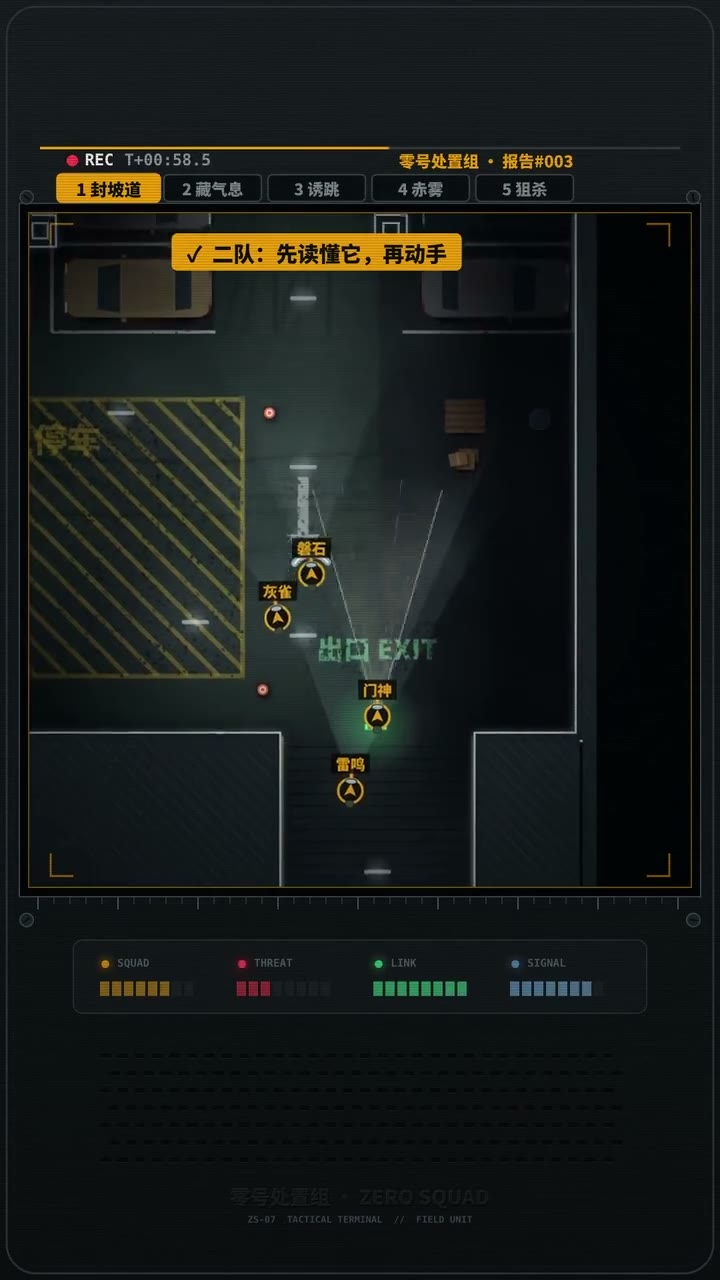 REC T+00:58.5
零号处置组 · 报告#003
1 封坡道
2 藏气息
3 诱跳
4 赤雾
5 狙杀
✓ 二队：先读懂它，再动手
停车
磐石
灰雀
出口 EXIT
门神
雷鸣
SQUAD
THREAT
LINK
SIGNAL
零号处置组 · ZERO SQUAD
ZS-07 TACTICAL TERMINAL // FIELD UNIT